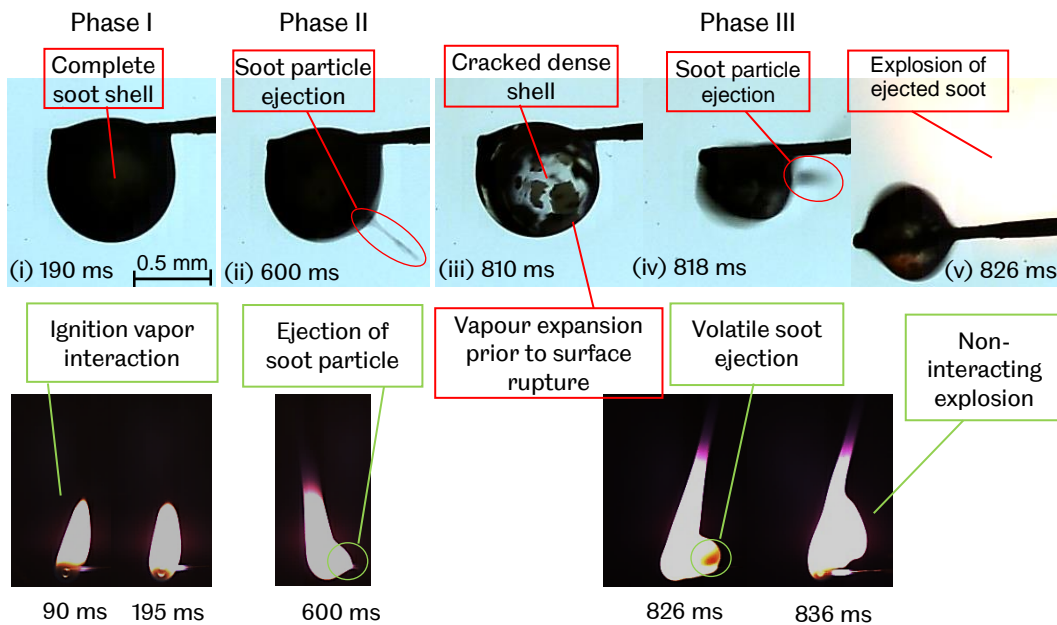 Phase I
Phase II
Phase III
Complete
soot shell
Soot particle
ejection
Cracked dense
shell
Soot particle
ejection
Explosion of
ejected soot
(i) 190 ms
0.5 mm
(ii) 600 ms
(iii) 810 ms
(iv) 818 ms
(v) 826 ms
Ignition vapor
interaction
Ejection of
soot particle
Vapour expansion
prior to surface
rupture
Volatile soot
ejection
Non-
interacting
explosion
90 ms
195 ms
600 ms
826 ms
836 ms